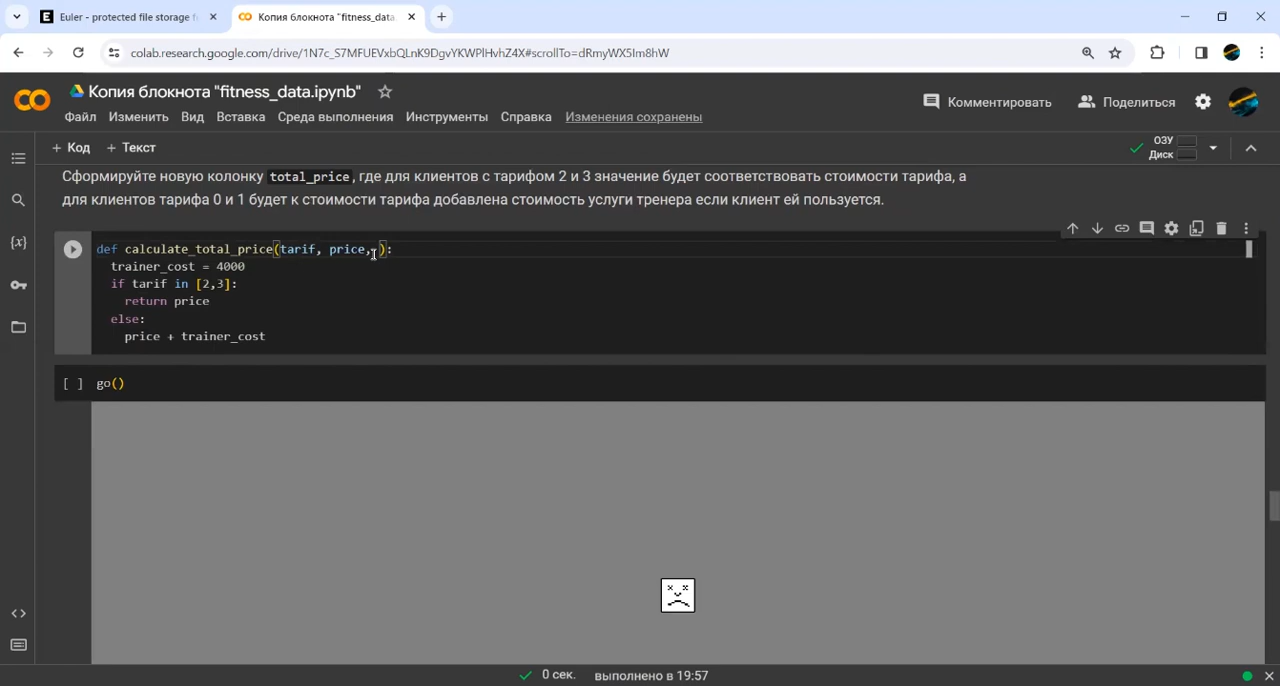 Euler - protected file storage f
Копия блокнота "fitness_data.
colab.research.google.com/drive/1N7c_S7MFUEVxbQLnK9DgvYKWPlHvhZ4X#scrollTo=dRmyWX5Im8hW
Копия блокнота "fitness_data.ipynb"
Комментировать
Поделиться
Файл Изменить Вид Вставка Среда выполнения Инструменты Справка Изменения сохранены
+ Код + Текст
ОЗУ
Диск
Сформируйте новую колонку total_price, где для клиентов с тарифом 2 и 3 значение будет соответствовать стоимости тарифа, а
для клиентов тарифа 0 и 1 будет к стоимости тарифа добавлена стоимость услуги тренера если клиент ей пользуется.
def calculate_total_price(tarif, price, ):
trainer_cost = 4000
if tarif in [2,3]:
return price
else:
price + trainer_cost
[ ] go()
0 сек. выполнено в 19:57